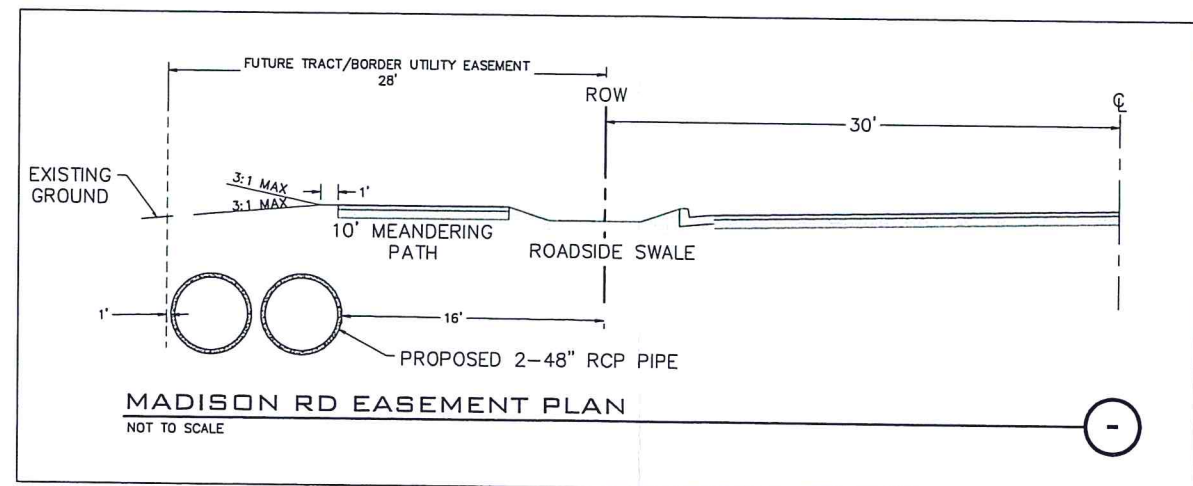 FUTURE TRACT/BORDER UTILITY EASEMENT
28'
ROW
℄
30'
EXISTING
GROUND
3:1 MAX
1'
3:1 MAX
10' MEANDERING
PATH
ROADSIDE SWALE
1'
16'
PROPOSED 2-48" RCP PIPE
MADISON RD EASEMENT PLAN
NOT TO SCALE
-